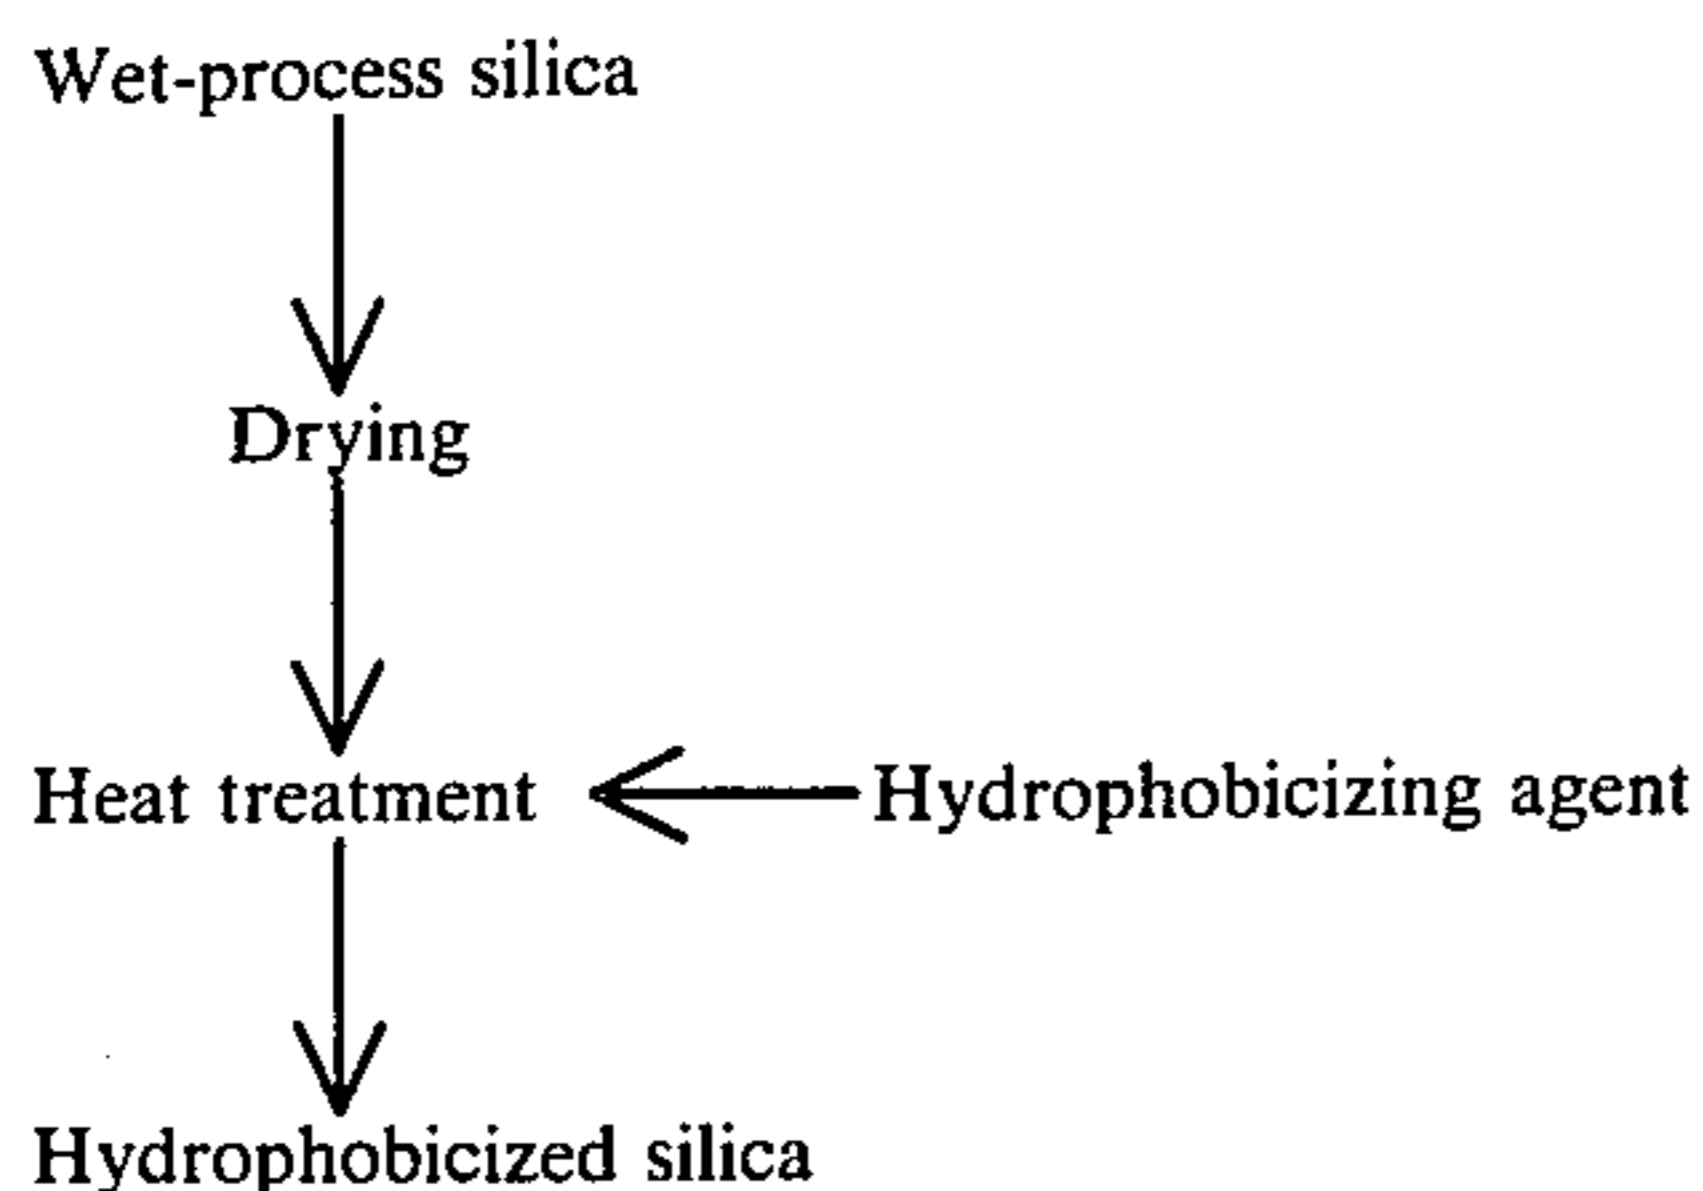 Wet-process silica
Drying
Heat treatment
Hydrophobicizing agent
Hydrophobicized silica